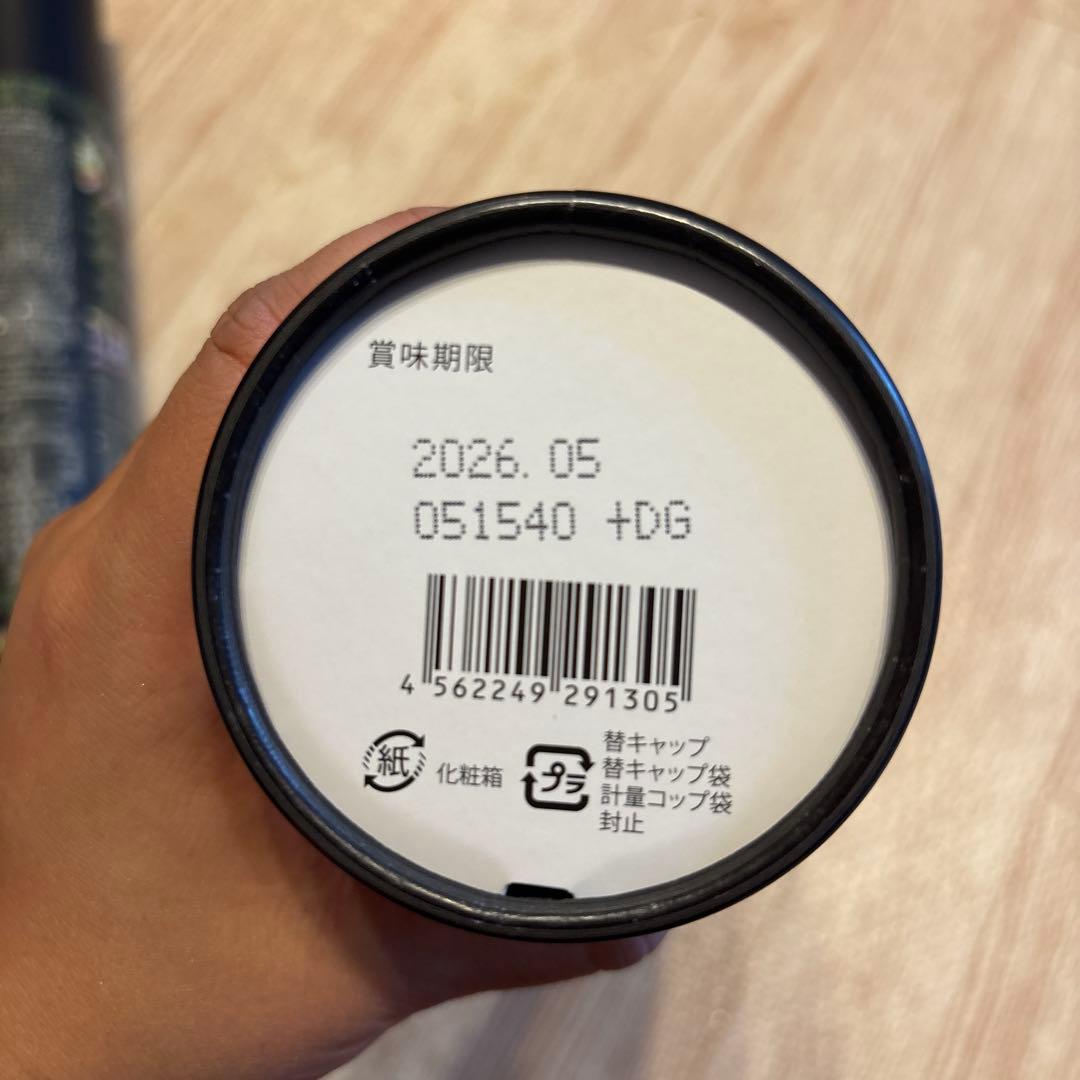 賞味期限
2026.05
051540 +DG
4 562249 291305
紙 化粧箱
プラ
替キャップ
替キャップ袋
計量コップ袋
封止